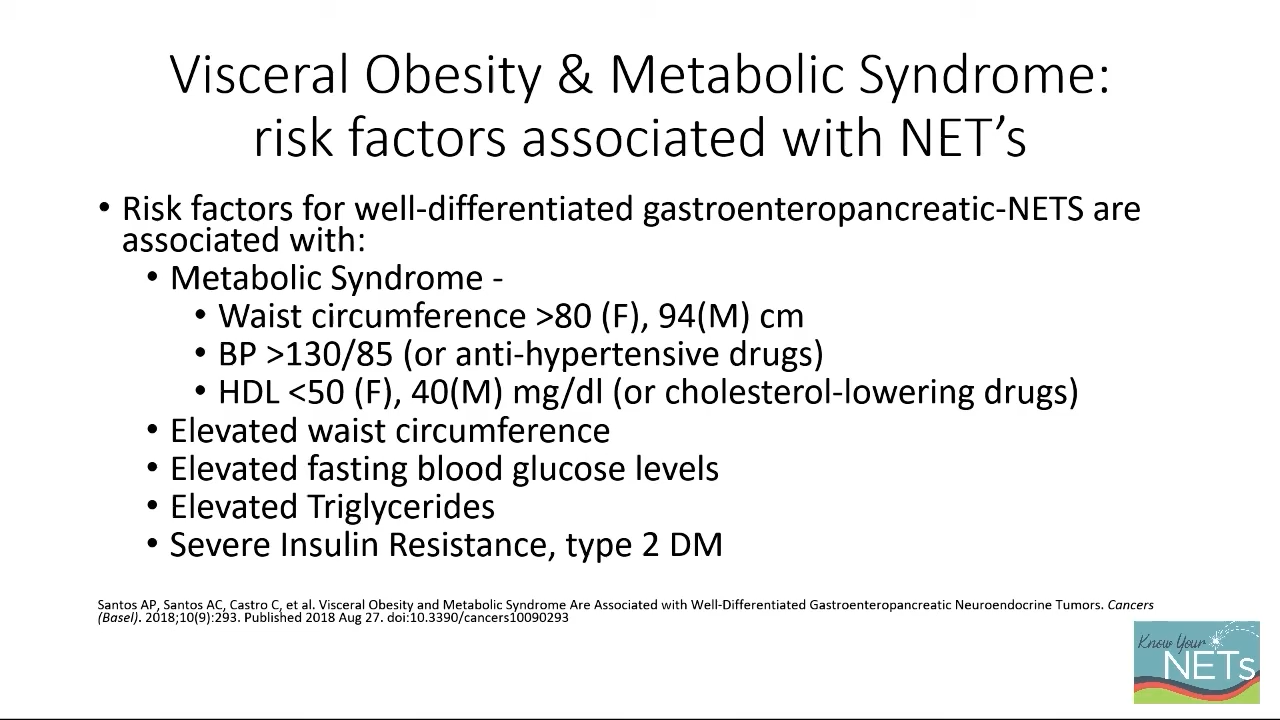 Visceral Obesity & Metabolic Syndrome:
risk factors associated with NET’s
• Risk factors for well-differentiated gastroenteropancreatic-NETS are
associated with:
• Metabolic Syndrome -
• Waist circumference >80 (F), 94(M) cm
• BP >130/85 (or anti-hypertensive drugs)
• HDL <50 (F), 40(M) mg/dl (or cholesterol-lowering drugs)
• Elevated waist circumference
• Elevated fasting blood glucose levels
• Elevated Triglycerides
• Severe Insulin Resistance, type 2 DM
Santos AP, Santos AC, Castro C, et al. Visceral Obesity and Metabolic Syndrome Are Associated with Well-Differentiated Gastroenteropancreatic Neuroendocrine Tumors. Cancers
(Basel). 2018;10(9):293. Published 2018 Aug 27. doi:10.3390/cancers10090293
Know Your
NETs